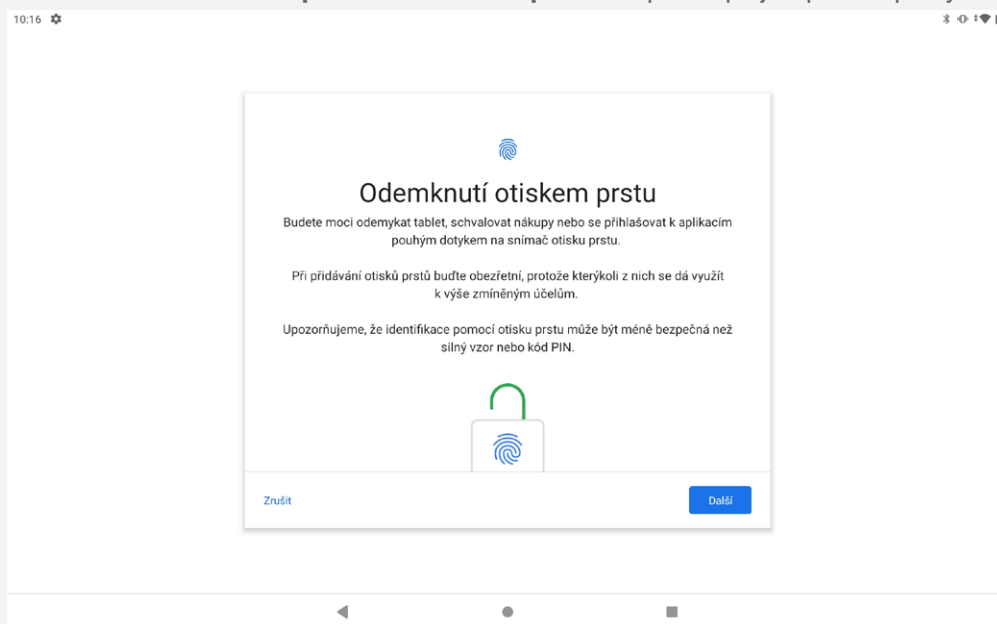 10:16
Odemknutí otiskem prstu
Budete moci odemykat tablet, schvalovat nákupy nebo se přihlašovat k aplikacím
pouhým dotykem na snímač otisku prstu.
Při přidávání otisků prstů buďte obezřetní, protože kterýkoli z nich se dá využít
k výše zmíněným účelům.
Upozorňujeme, že identifikace pomocí otisku prstu může být méně bezpečná než
silný vzor nebo kód PIN.
Zrušit
Další